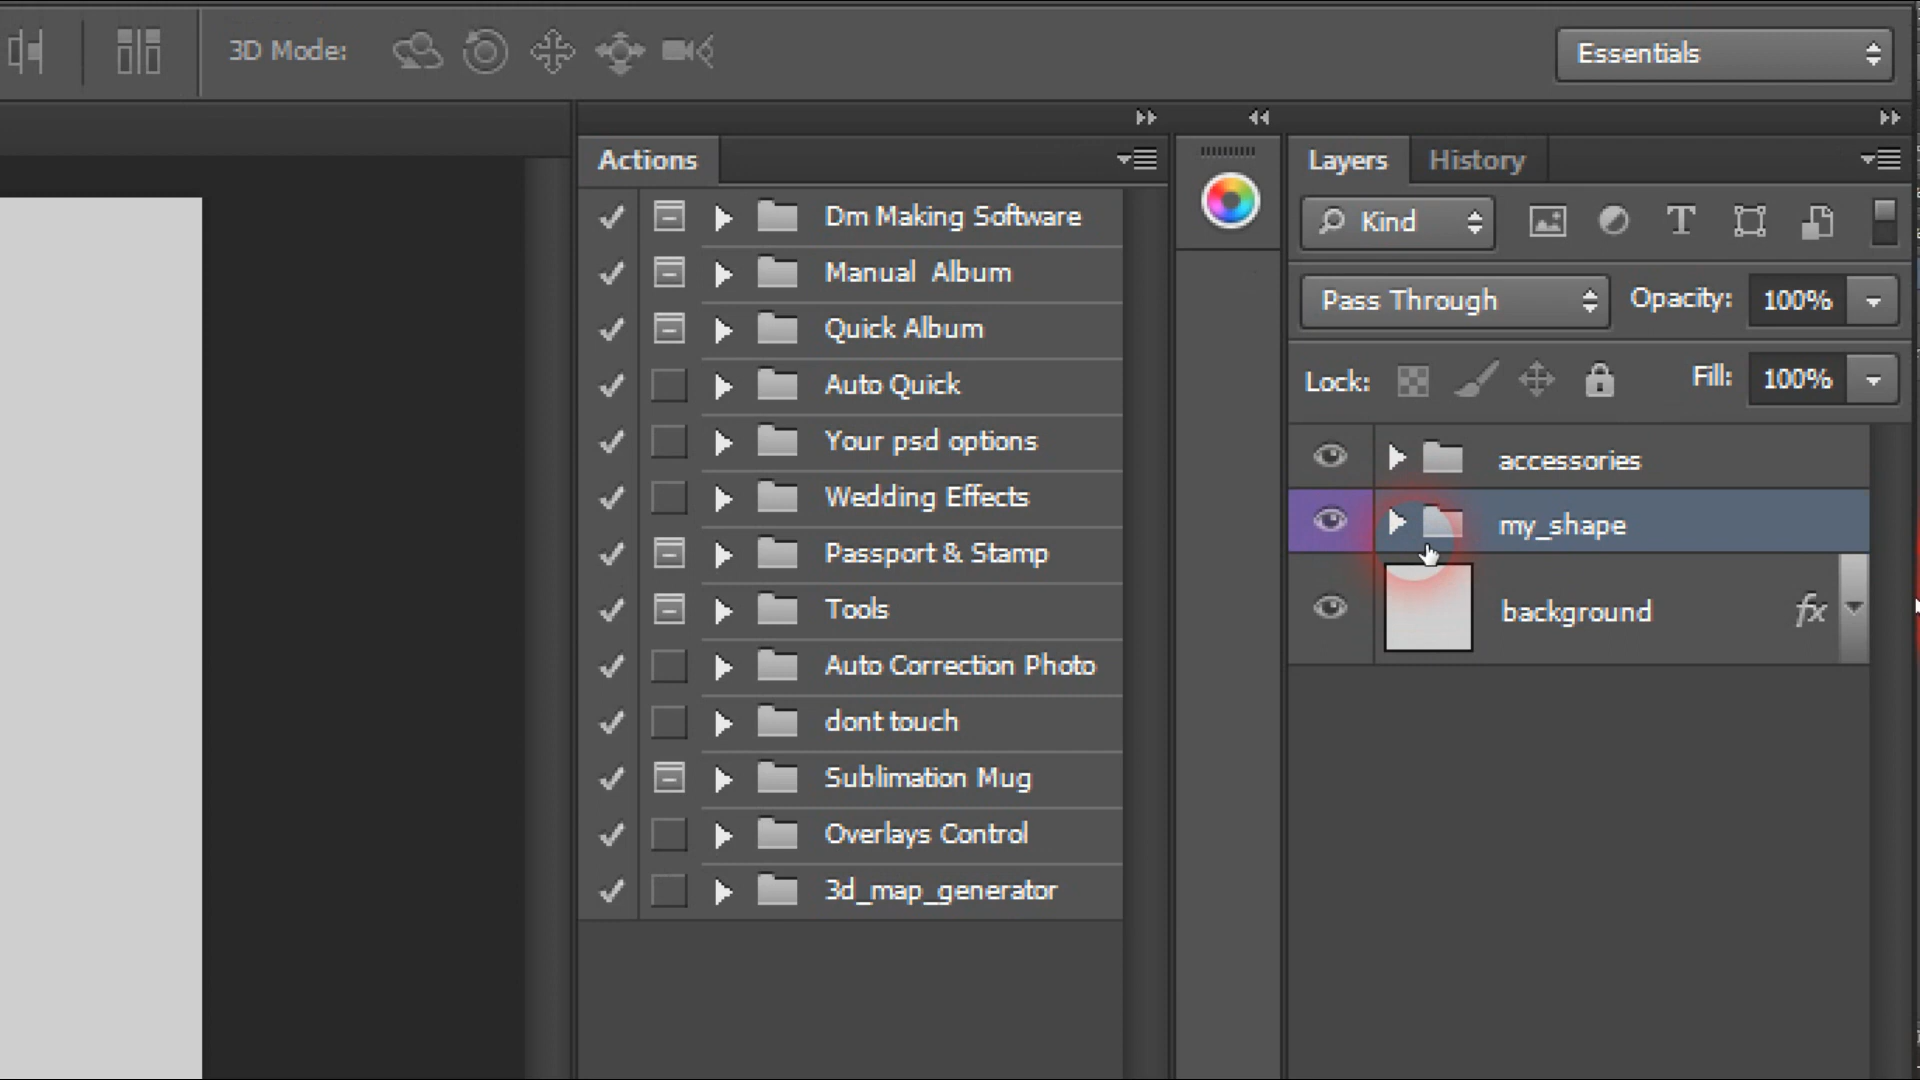 3D Mode:
Essentials
Actions
Dm Making Software
Manual Album
Quick Album
Auto Quick
Your psd options
Wedding Effects
Passport & Stamp
Tools
Auto Correction Photo
dont touch
Sublimation Mug
Overlays Control
3d_map_generator
Layers
History
Kind
T
Pass Through
Opacity:
100%
Lock:
Fill:
100%
accessories
my_shape
background
fx